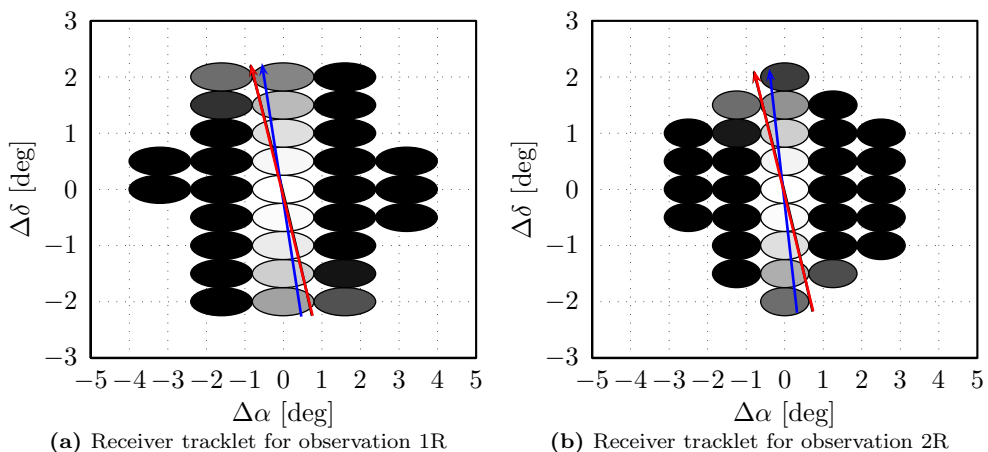 3
2
1
0
−1
−2
−3
Δδ [deg]
−5 −4 −3 −2 −1 0 1 2 3 4 5
Δα [deg]
(a) Receiver tracklet for observation 1R
3
2
1
0
−1
−2
−3
Δδ [deg]
−5 −4 −3 −2 −1 0 1 2 3 4 5
Δα [deg]
(b) Receiver tracklet for observation 2R